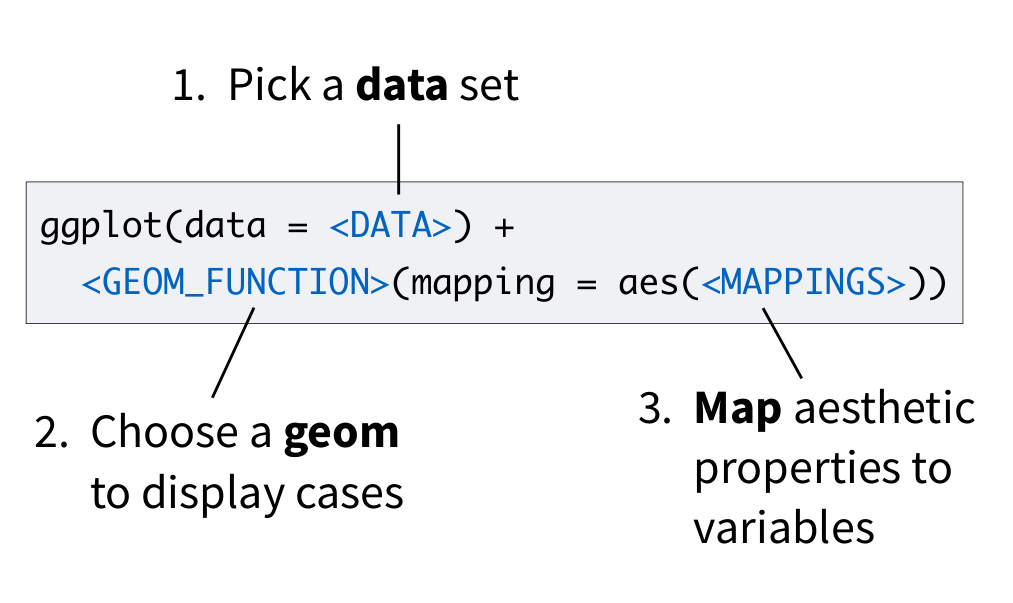 1. Pick a data set
ggplot(data = <DATA>) +
<GEOM_FUNCTION>(mapping = aes(<MAPPINGS>))
2. Choose a geom
to display cases
3. Map aesthetic
properties to
variables